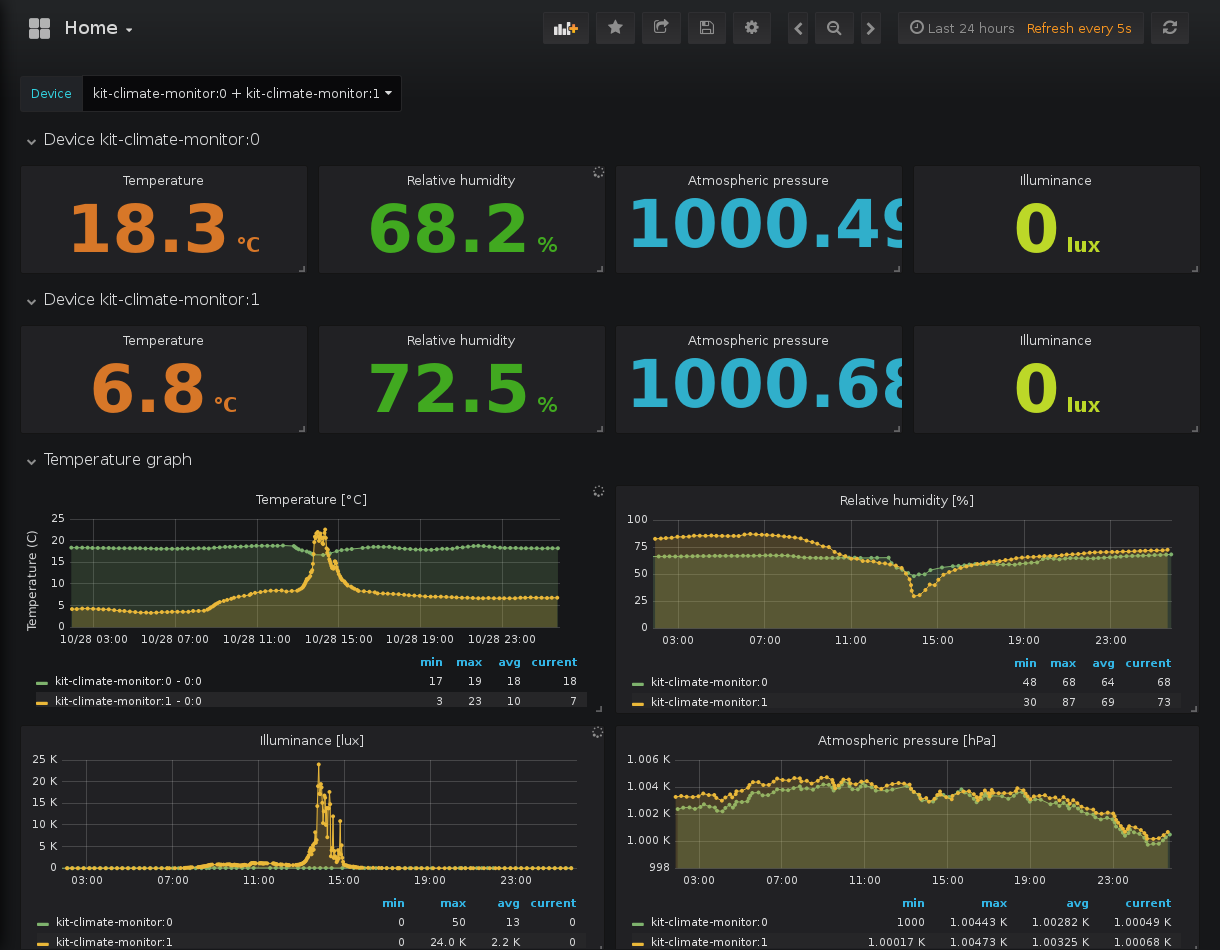 Home
Last 24 hours Refresh every 5s
Device kit-climate-monitor:0 + kit-climate-monitor:1
Device kit-climate-monitor:0
Temperature Relative humidity Atmospheric pressure Illuminance
18.3 °C 68.2 % 1000.49 0 lux
Device kit-climate-monitor:1
Temperature Relative humidity Atmospheric pressure Illuminance
6.8 °C 72.5 % 1000.68 0 lux
Temperature graph
Temperature [°C]
Temperature (C)
25
20
15
10
5
0
10/28 03:00 10/28 07:00 10/28 11:00 10/28 15:00 10/28 19:00 10/28 23:00
min max avg current
kit-climate-monitor:0 - 0:0 17 19 18 18
kit-climate-monitor:1 - 0:0 3 23 10 7
Relative humidity [%]
100
75
50
25
0
03:00 07:00 11:00 15:00 19:00 23:00
min max avg current
kit-climate-monitor:0 48 68 64 68
kit-climate-monitor:1 30 87 69 73
Illuminance [lux]
25 K
20 K
15 K
10 K
5 K
0
03:00 07:00 11:00 15:00 19:00 23:00
min max avg current
kit-climate-monitor:0 0 50 13 0
kit-climate-monitor:1 0 24.0 K 2.2 K 0
Atmospheric pressure [hPa]
1.006 K
1.004 K
1.002 K
1.000 K
998
03:00 07:00 11:00 15:00 19:00 23:00
min max avg current
kit-climate-monitor:0 1000 1.00443 K 1.00282 K 1.00049 K
kit-climate-monitor:1 1.00017 K 1.00473 K 1.00325 K 1.00068 K